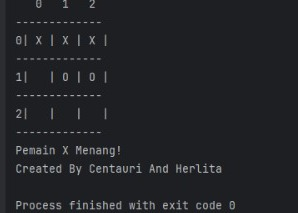 0 1 2
-------------
0| X | X | X |
-------------
1|   | O | O |
-------------
2|   |   |   |
-------------
Pemain X Menang!
Created By Centauri And Herlita
Process finished with exit code 0